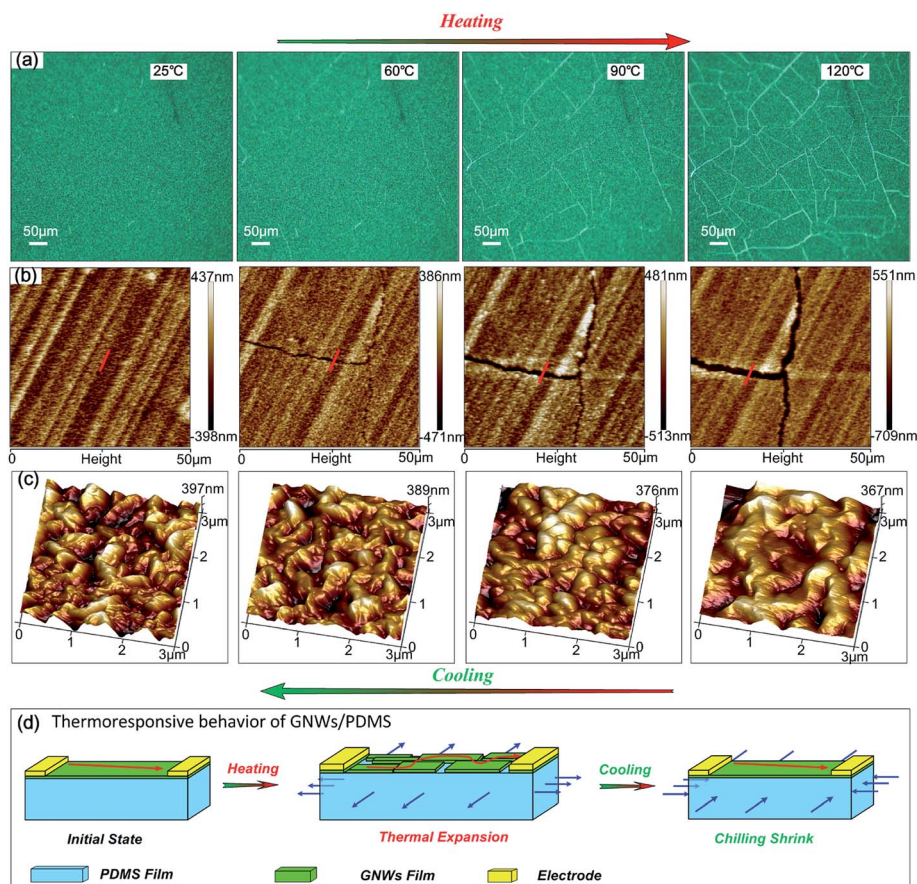 Heating
(a)
25℃
60℃
90℃
120℃
50μm
50μm
50μm
50μm
(b)
437nm
386nm
481nm
551nm
-398nm
-471nm
-513nm
-709nm
0 Height 50μm
0 Height 50μm
0 Height 50μm
0 Height 50μm
(c)
397nm
3μm
2
1
0
0 1 2 3μm
389nm
3μm
2
1
0
0 1 2 3μm
376nm
3μm
2
1
0
0 1 2 3μm
367nm
3μm
2
1
0
0 1 2 3μm
Cooling
(d) Thermoresponsive behavior of GNWs/PDMS
Heating
Cooling
Initial State
Thermal Expansion
Chilling Shrink
PDMS Film
GNWs Film
Electrode